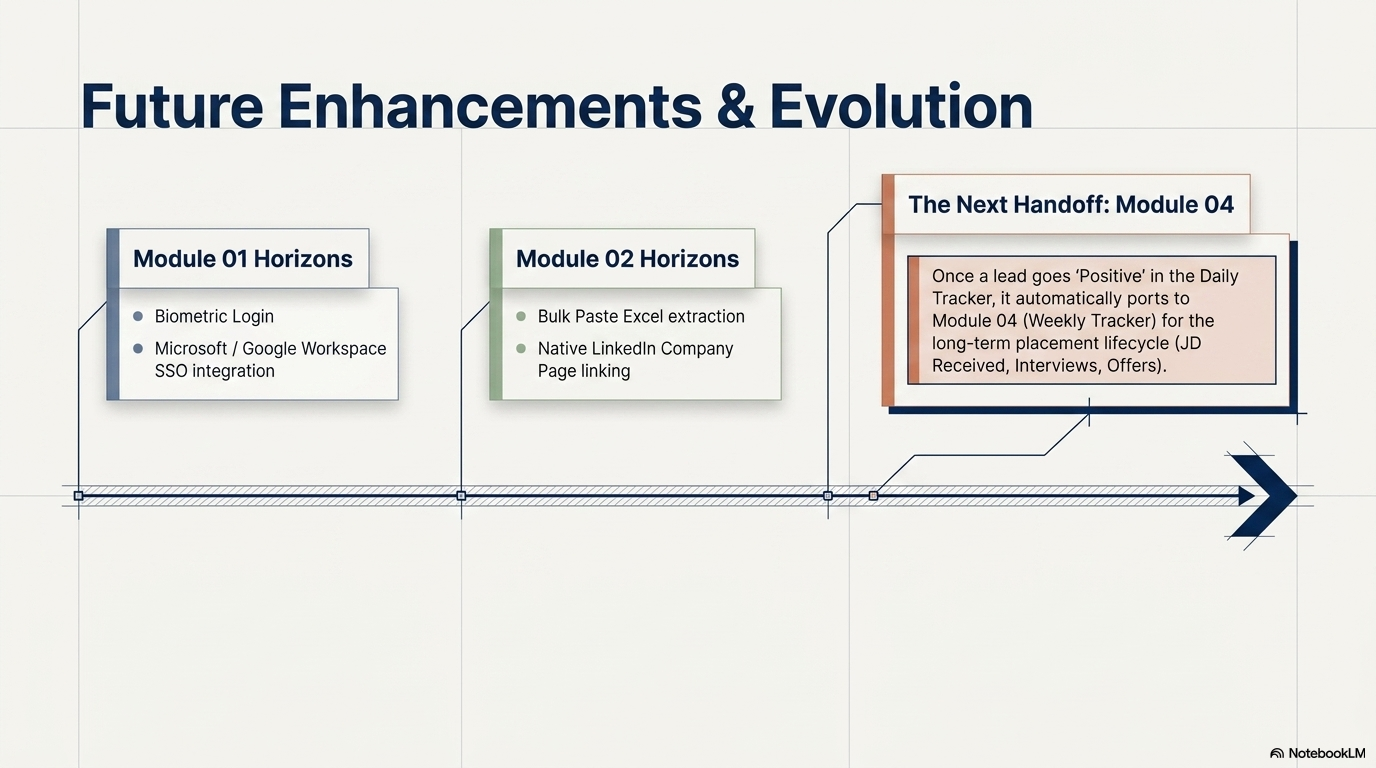 Future Enhancements & Evolution
Module 01 Horizons
Biometric Login
Microsoft / Google Workspace
SSO integration
Module 02 Horizons
Bulk Paste Excel extraction
Native LinkedIn Company
Page linking
The Next Handoff: Module 04
Once a lead goes ‘Positive’ in the Daily
Tracker, it automatically ports to
Module 04 (Weekly Tracker) for the
long-term placement lifecycle (JD
Received, Interviews, Offers).
NotebookLM